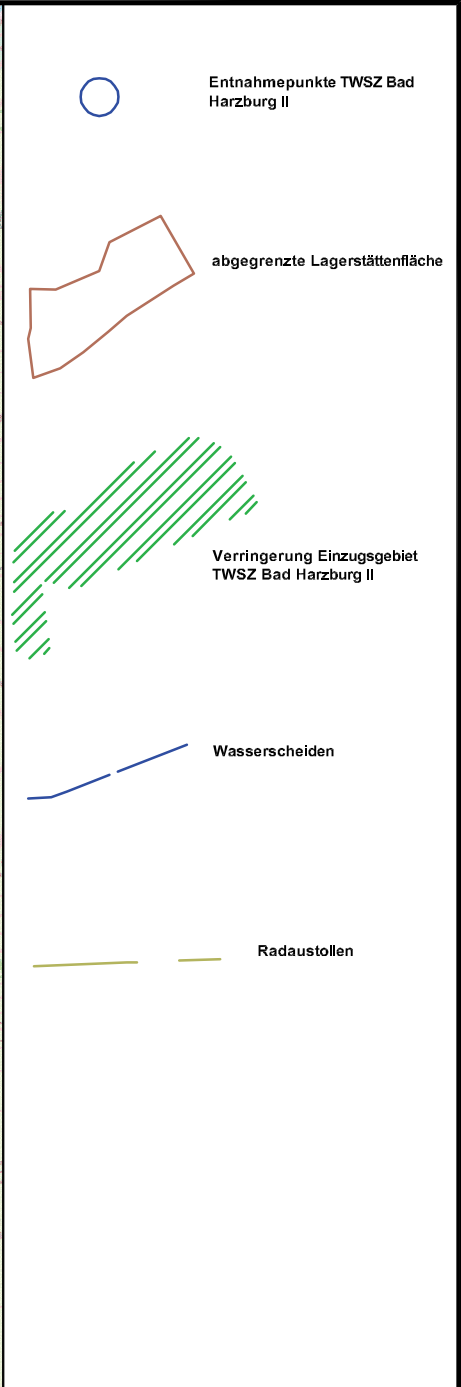 Entnahmepunkte TWSZ Bad
Harzburg II
abgegrenzte Lagerstättenfläche
Verringerung Einzugsgebiet
TWSZ Bad Harzburg II
Wasserscheiden
Radaustollen